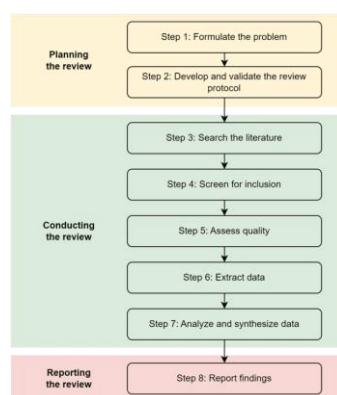 Planning
the review
Step 1: Formulate the problem
Step 2: Develop and validate the review
protocol
Conducting
the review
Step 3: Search the literature
Step 4: Screen for inclusion
Step 5: Assess quality
Step 6: Extract data
Step 7: Analyze and synthesize data
Reporting
the review
Step 8: Report findings